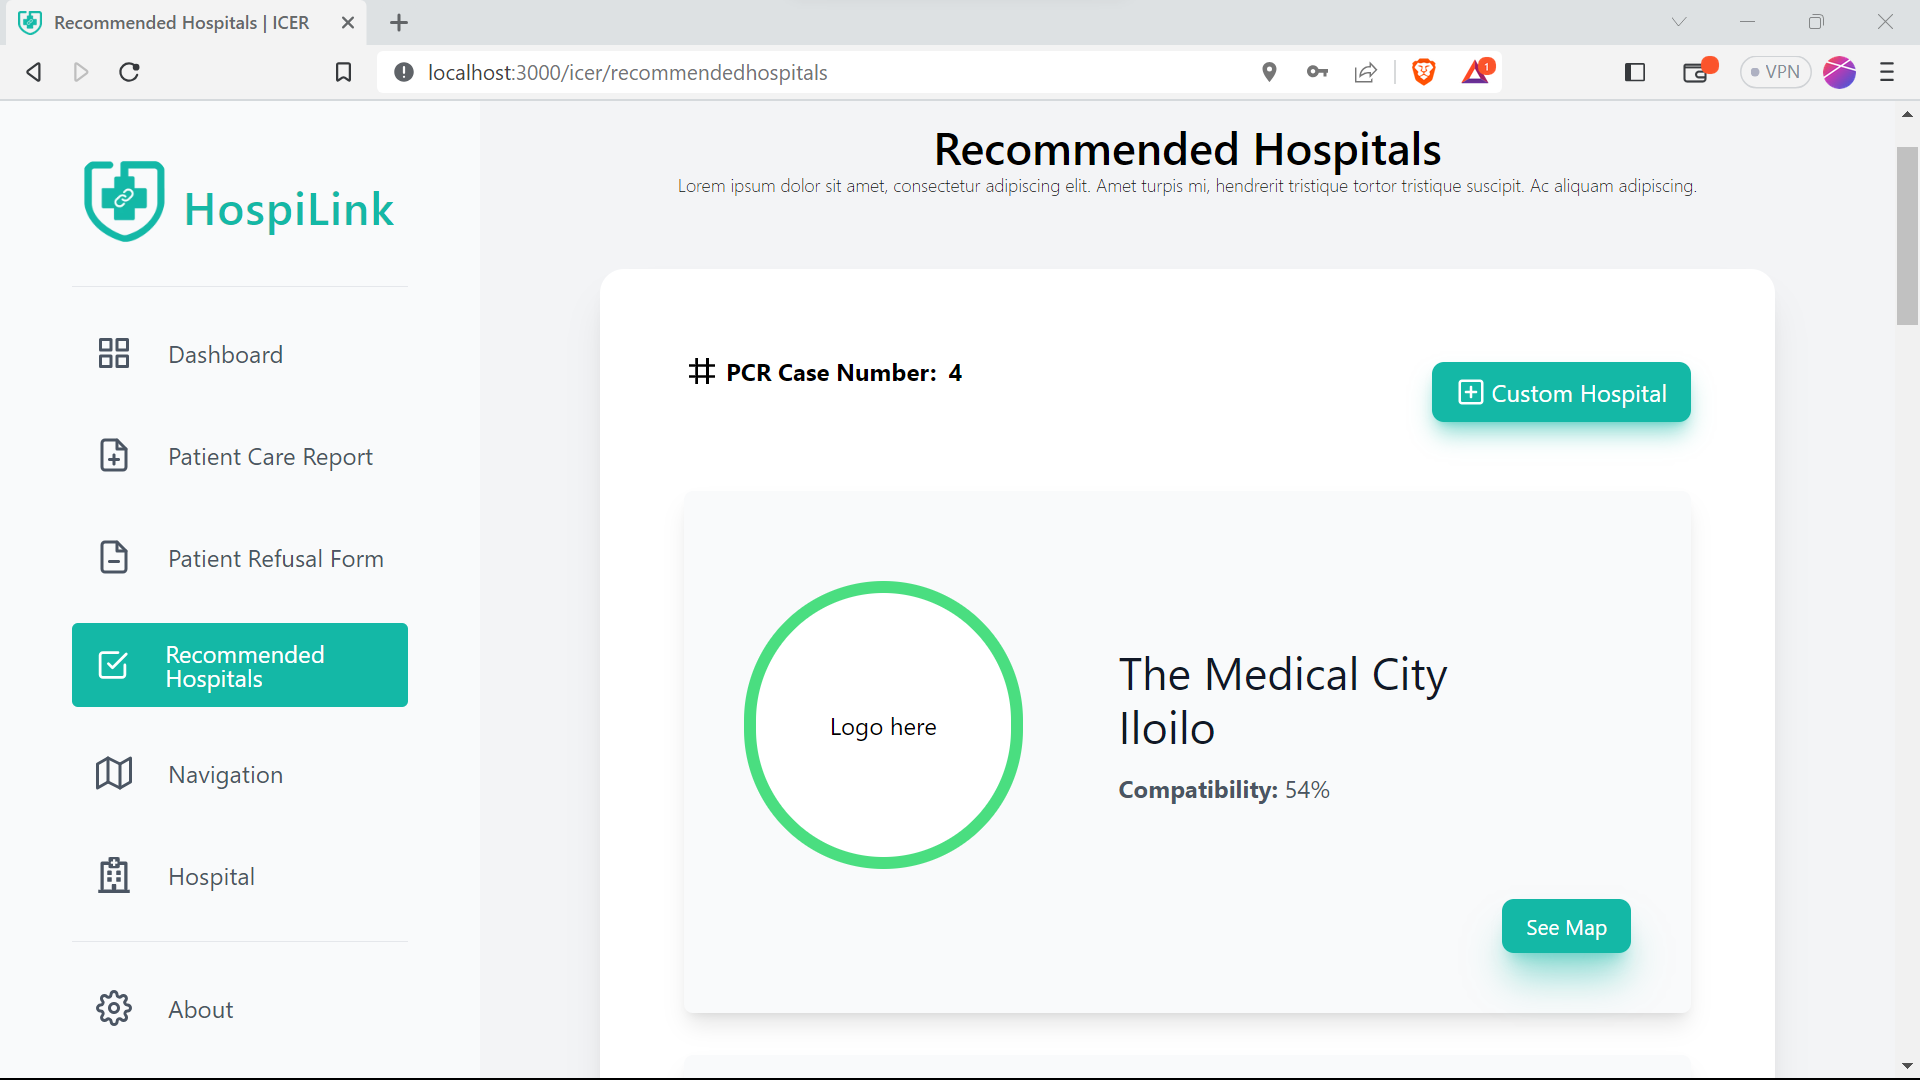 Recommended Hospitals | ICER
localhost:3000/icer/recommendedhospitals
1
VPN
HospiLink
Dashboard
Patient Care Report
Patient Refusal Form
Recommended
Hospitals
Navigation
Hospital
About
Recommended Hospitals
Lorem ipsum dolor sit amet, consectetur adipiscing elit. Amet turpis mi, hendrerit tristique tortor tristique suscipit. Ac aliquam adipiscing.
PCR Case Number: 4
Custom Hospital
Logo here
The Medical City
Iloilo
Compatibility: 54%
See Map